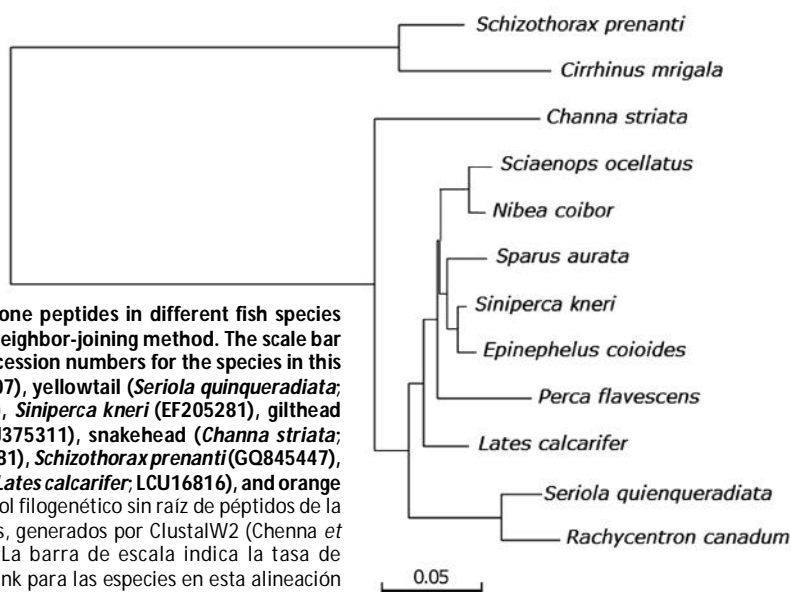 Schizothorax prenanti
Cirrhinus mrigala
Channa striata
Sciaenops ocellatus
Nibea coibor
Sparus aurata
Siniperca kneri
Epinephelus coioides
Perca flavescens
Lates calcarifer
Seriola quienqueradiata
Rachycentron canadum
0.05
one peptides in different fish species
eighbor-joining method. The scale bar
cession numbers for the species in this
07), yellowtail (Seriola quinqueradiata;
, Siniperca kneri (EF205281), gilthead
J375311), snakehead (Channa striata;
81), Schizothorax prenanti (GQ845447),
Lates calcarifer; LCU16816), and orange
ol filogenético sin raíz de péptidos de la
s, generados por ClustalW2 (Chenna et
La barra de escala indica la tasa de
nk para las especies en esta alineación